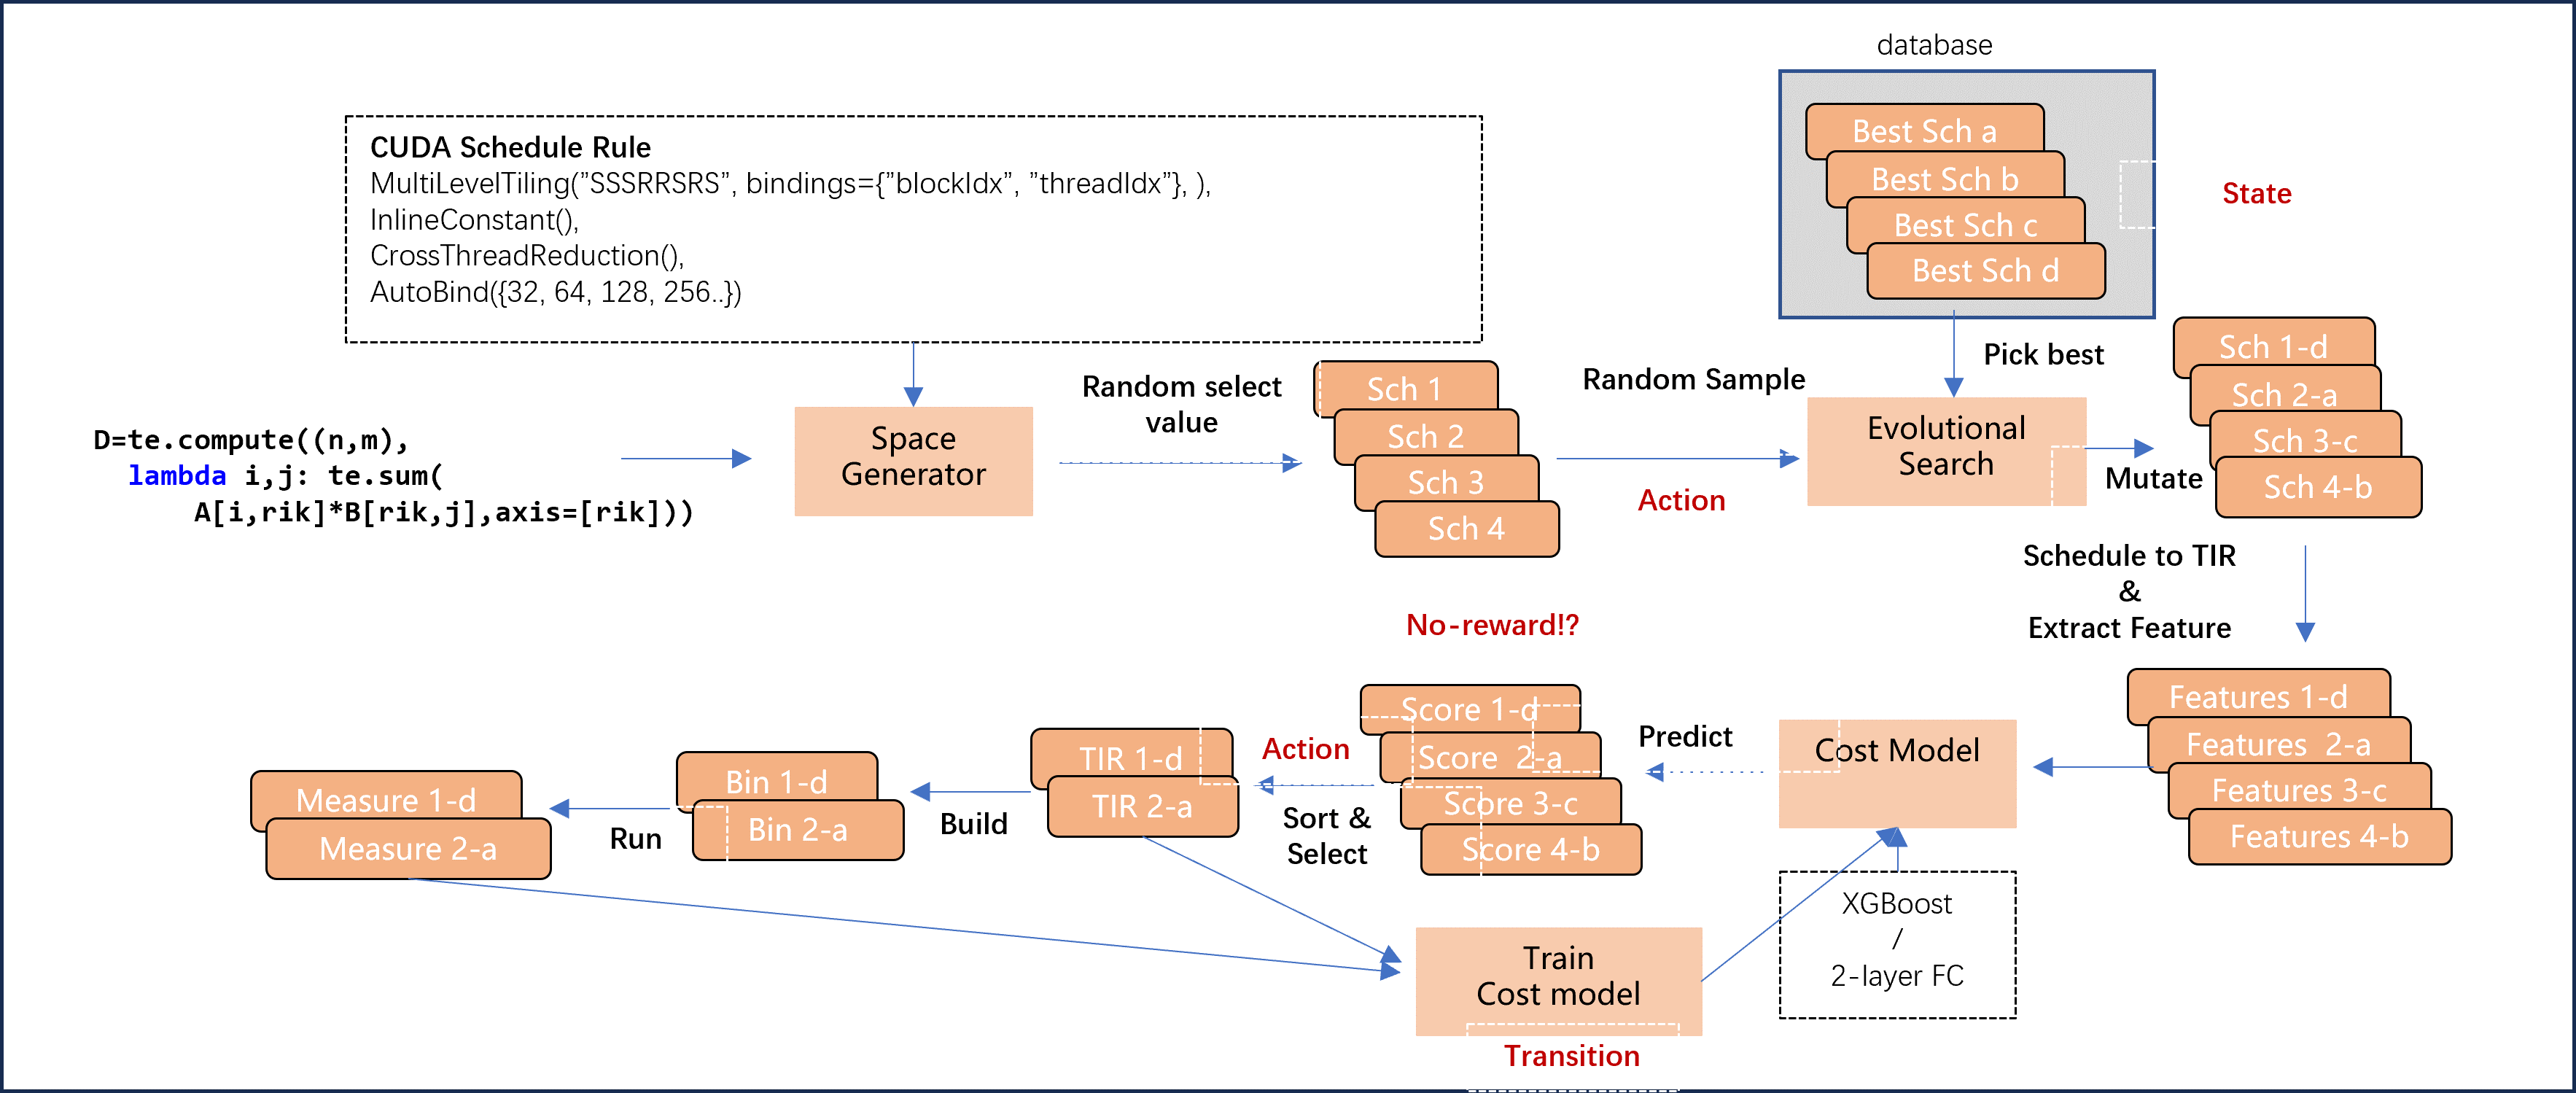 database
Best Sch a
Best Sch b
Best Sch c
Best Sch d
State
CUDA Schedule Rule
MultiLevelTiling(”SSSRRSRS”, bindings={”blockIdx”, ”threadIdx”}, ),
InlineConstant(),
CrossThreadReduction(),
AutoBind({32, 64, 128, 256..})
Pick best
D=te.compute((n,m),
lambda i,j: te.sum(
A[i,rik]*B[rik,j],axis=[rik]))
Space
Generator
Random select
value
Sch 1
Sch 2
Sch 3
Sch 4
Random Sample
Action
Evolutional
Search
Mutate
Sch 1-d
Sch 2-a
Sch 3-c
Sch 4-b
Schedule to TIR
&
Extract Feature
No-reward!?
Features 1-d
Features 2-a
Features 3-c
Features 4-b
Cost Model
Predict
Score 1-d
Score 2-a
Score 3-c
Score 4-b
Action
Sort &
Select
TIR 1-d
TIR 2-a
Build
Bin 1-d
Bin 2-a
Run
Measure 1-d
Measure 2-a
XGBoost
/
2-layer FC
Train
Cost model
Transition